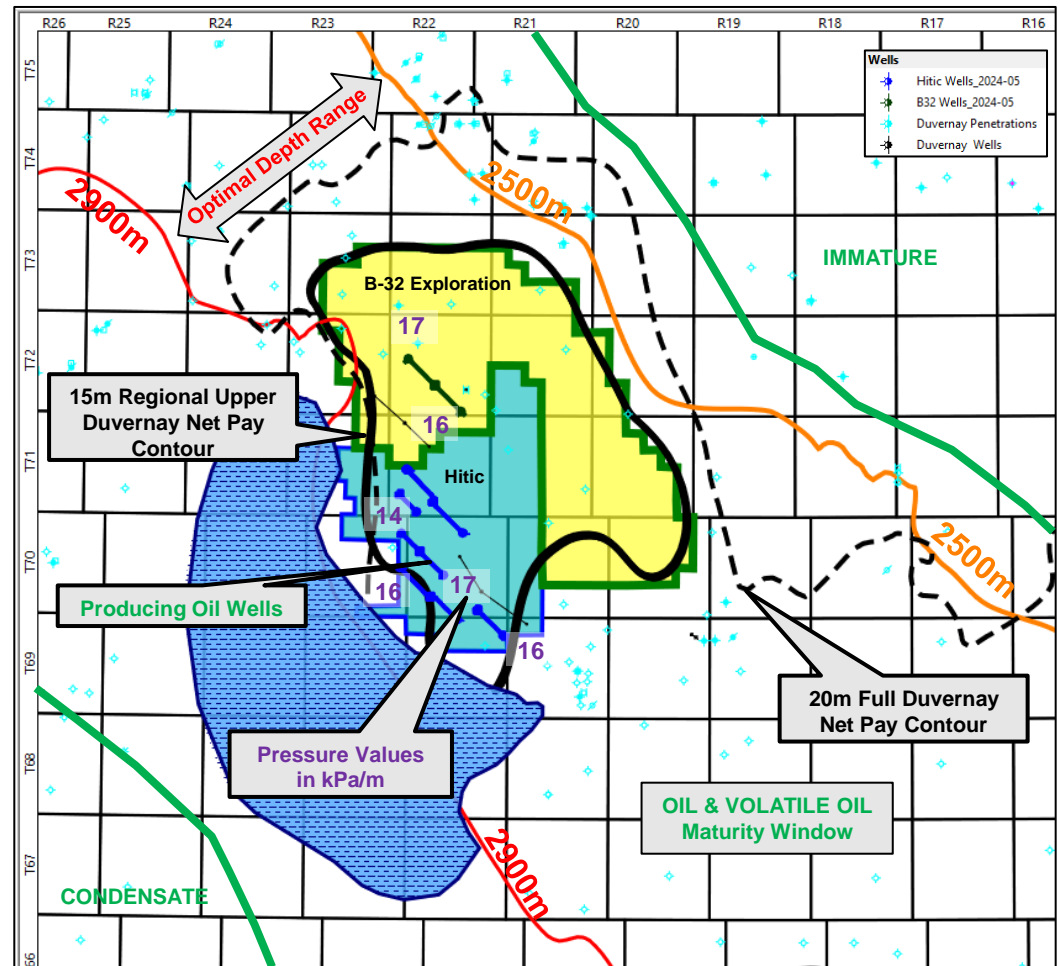 R26
R25
R24
R23
R22
R21
R20
R19
R18
R17
R16
T75
T74
T73
T72
T71
T70
T69
T68
T67
66
Wells
Hitic Wells_2024-05
B32 Wells_2024-05
Duvernay Penetrations
Duvernay Wells
Optimal Depth Range
2900m
2500m
IMMATURE
B-32 Exploration
17
15m Regional Upper
Duvernay Net Pay
Contour
16
Hitic
14
2500m
Producing Oil Wells
16
17
16
20m Full Duvernay
Net Pay Contour
Pressure Values
in kPa/m
OIL & VOLATILE OIL
Maturity Window
2900m
CONDENSATE